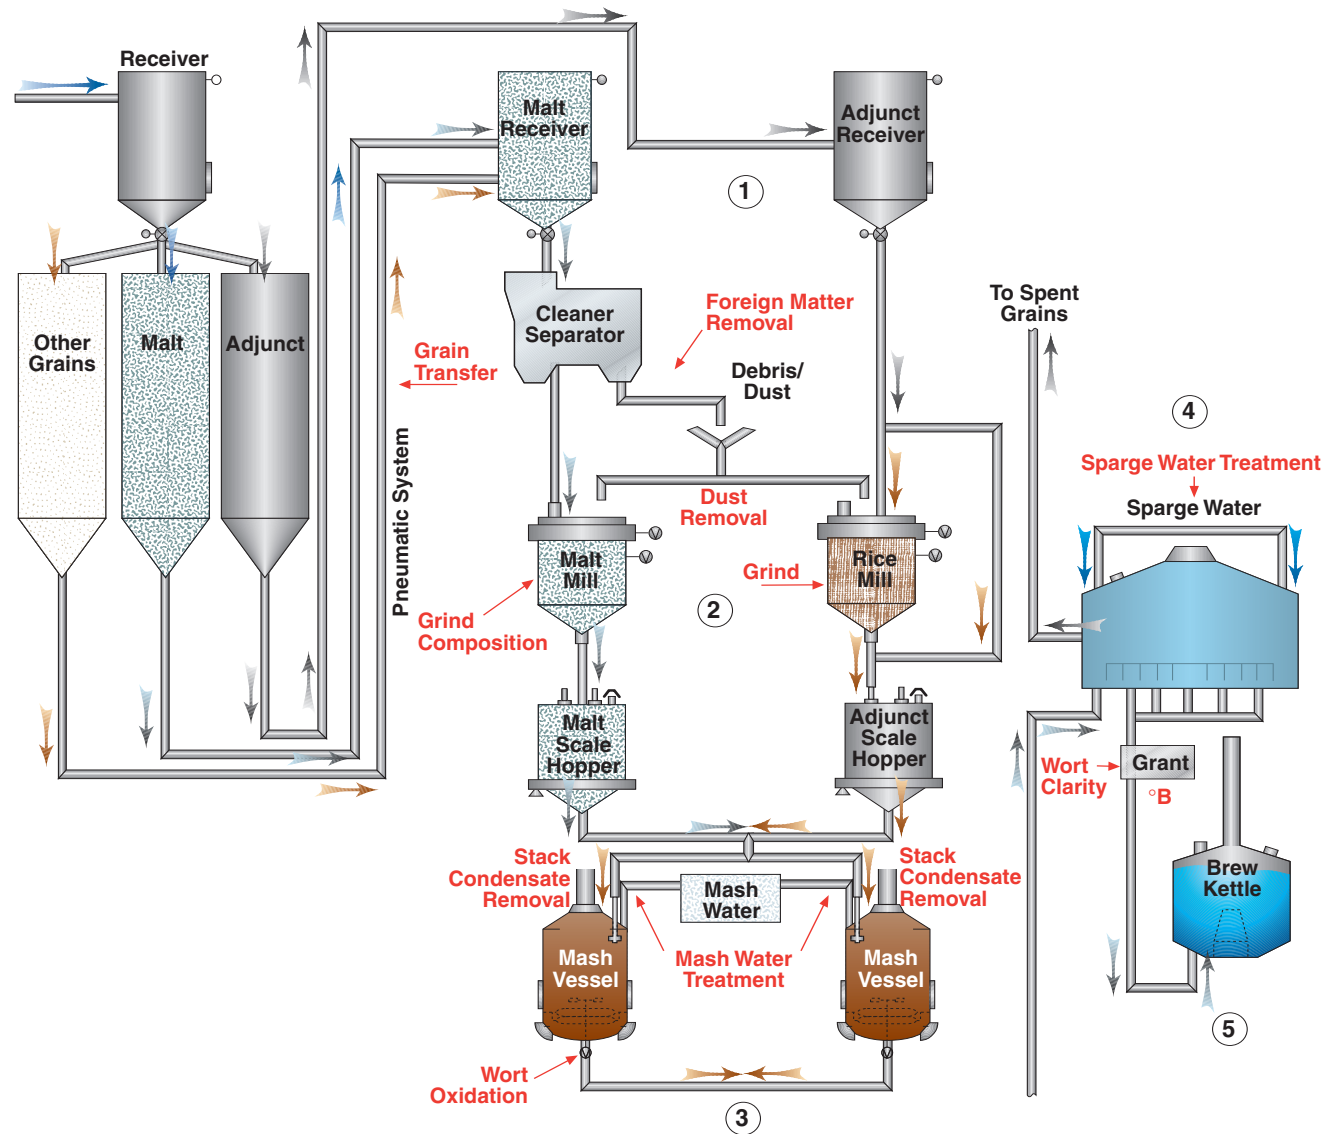 Receiver
Malt
Receiver
Adjunct
Receiver
1
Other
Grains
Malt
Adjunct
Cleaner
Separator
Foreign Matter
Removal
Grain
Transfer
Debris/
Dust
To Spent
Grains
4
Sparge Water Treatment
Sparge Water
Pneumatic System
Dust
Removal
V
V
V
V
Malt
Mill
Rice
Mill
Grind
2
Grind
Composition
Malt
Scale
Hopper
Adjunct
Scale
Hopper
Wort
Clarity
Grant
°B
Stack
Condensate
Removal
Stack
Condensate
Removal
Mash
Water
Brew
Kettle
Mash
Vessel
Mash Water
Treatment
Mash
Vessel
5
V
V
Wort
Oxidation
3